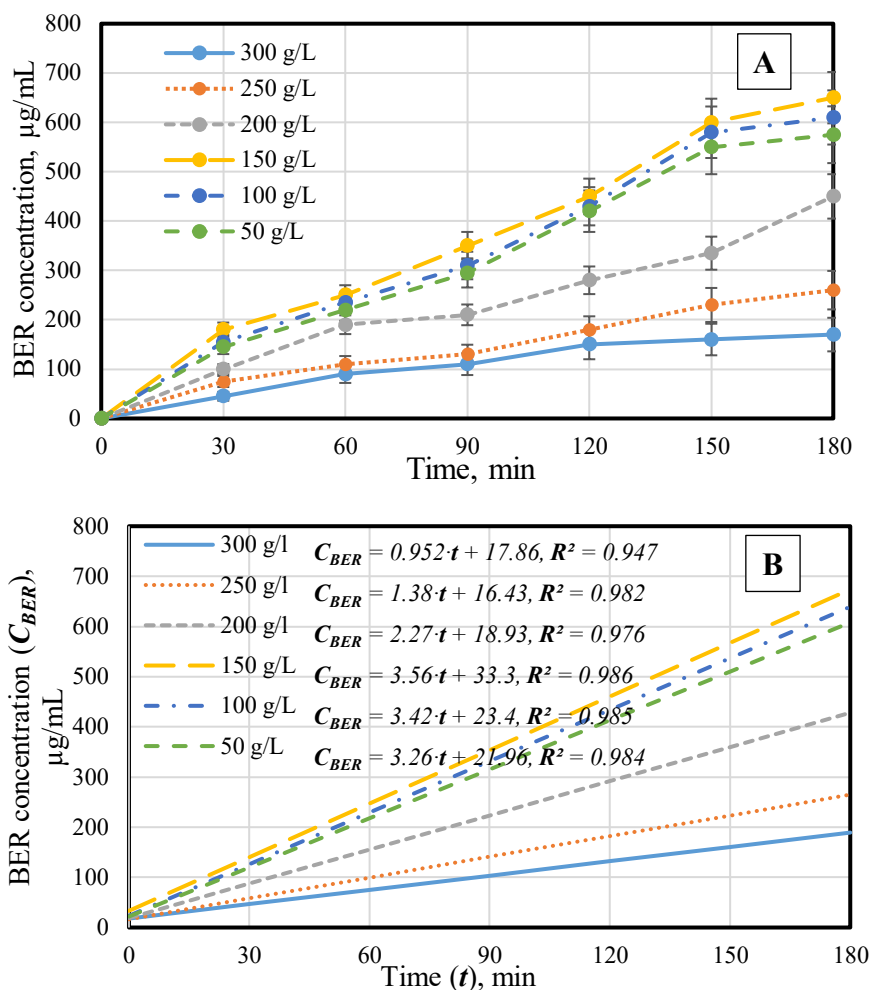 800
700
600
500
400
300
200
100
0
BER concentration, µg/mL
300 g/L
250 g/L
200 g/L
150 g/L
100 g/L
50 g/L
A
0 30 60 90 120 150 180
Time, min
800
700
600
500
400
300
200
100
0
BER concentration (C_BER),
µg/mL
300 g/l C_BER = 0.952·t + 17.86, R² = 0.947
250 g/l C_BER = 1.38·t + 16.43, R² = 0.982
200 g/l C_BER = 2.27·t + 18.93, R² = 0.976
150 g/L C_BER = 3.56·t + 33.3, R² = 0.986
100 g/L C_BER = 3.42·t + 23.4, R² = 0.985
50 g/L C_BER = 3.26·t + 21.96, R² = 0.984
B
0 30 60 90 120 150 180
Time (t), min